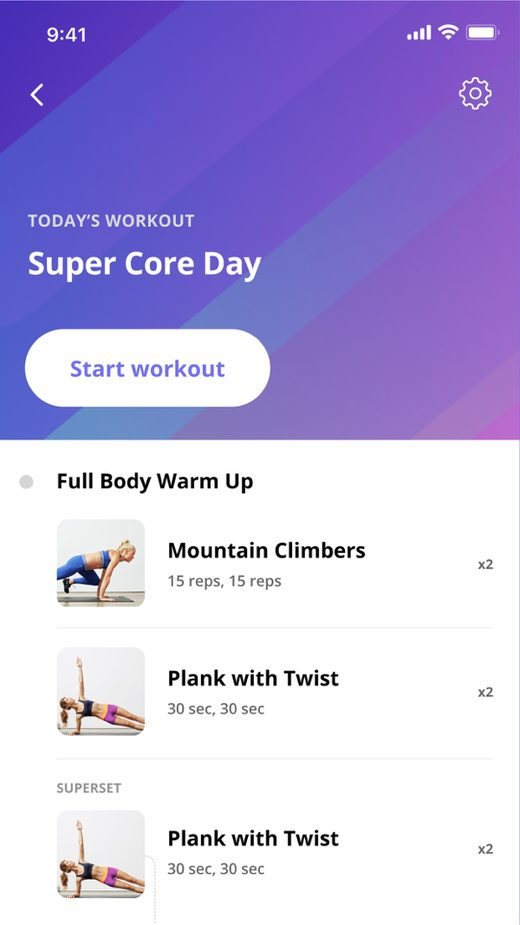 9:41
TODAY’S WORKOUT
Super Core Day
Start workout
Full Body Warm Up
Mountain Climbers
15 reps, 15 reps
x2
Plank with Twist
30 sec, 30 sec
x2
SUPERSET
Plank with Twist
30 sec, 30 sec
x2